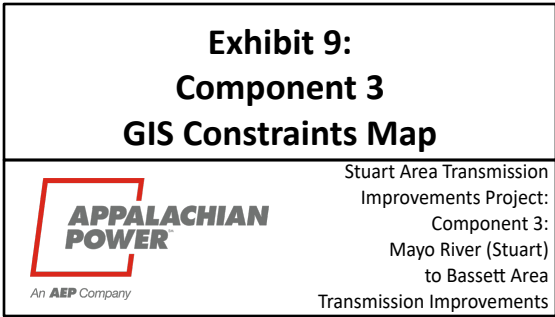 Exhibit 9:
Component 3
GIS Constraints Map
APPALACHIAN
POWER™
An AEP Company
Stuart Area Transmission
Improvements Project:
Component 3:
Mayo River (Stuart)
to Bassett Area
Transmission Improvements